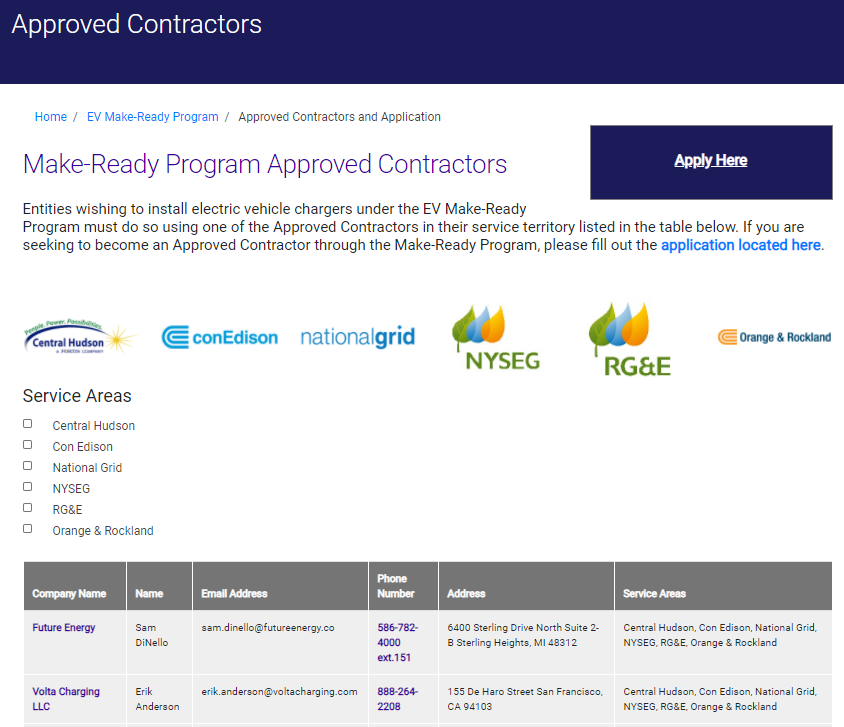 Approved Contractors
Home / EV Make-Ready Program / Approved Contractors and Application
Apply Here
Make-Ready Program Approved Contractors
Entities wishing to install electric vehicle chargers under the EV Make-Ready
Program must do so using one of the Approved Contractors in their service territory listed in the table below. If you are
seeking to become an Approved Contractor through the Make-Ready Program, please fill out the application located here.
People. Power. Possibilities.
Central Hudson
A FORTIS COMPANY
conEdison
nationalgrid
NYSEG
RG&E
Orange & Rockland
Service Areas
Central Hudson
Con Edison
National Grid
NYSEG
RG&E
Orange & Rockland
Company Name Name Email Address Phone Number Address Service Areas
Future Energy
Sam
DiNello
sam.dinello@futureenergy.co
586-782-
4000
ext.151
6400 Sterling Drive North Suite 2-
B Sterling Heights, MI 48312
Central Hudson, Con Edison, National Grid,
NYSEG, RG&E, Orange & Rockland
Volta Charging
LLC
Erik
Anderson
erik.anderson@voltacharging.com
888-264-
2208
155 De Haro Street San Francisco,
CA 94103
Central Hudson, Con Edison, National Grid,
NYSEG, RG&E, Orange & Rockland